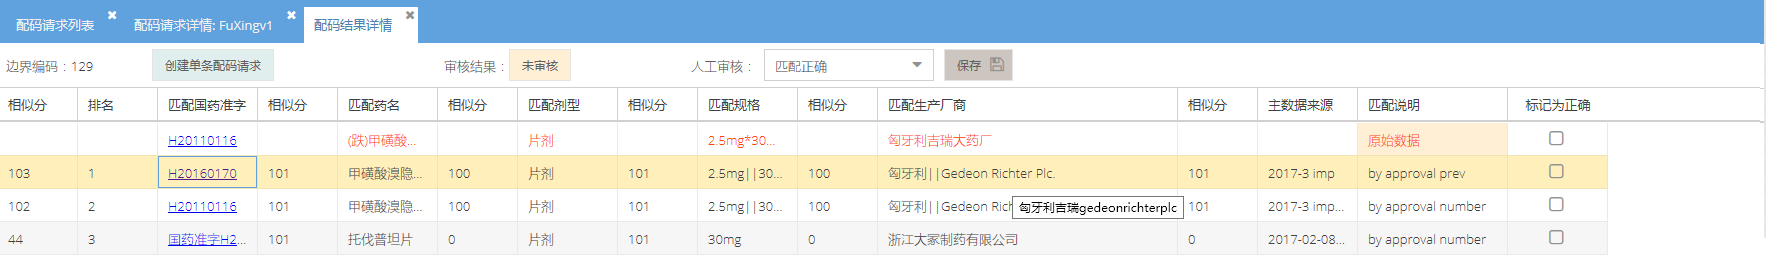 配码请求列表 配码请求详情: FuXingv1 配码结果详情
边界编码：129 创建单条配码请求 审核结果： 未审核 人工审核： 匹配正确 保存
相似分 排名 匹配国药准字 相似分 匹配药名 相似分 匹配剂型 相似分 匹配规格 相似分 匹配生产厂商 相似分 主数据来源 匹配说明 标记为正确
H20110116 (跌)甲磺酸... 片剂 2.5mg*30... 匈牙利吉瑞大药厂 原始数据
103 1 H20160170 101 甲磺酸溴隐... 100 片剂 101 2.5mg||30... 100 匈牙利||Gedeon Richter Plc. 101 2017-3 imp by approval prev
102 2 H20110116 101 甲磺酸溴隐... 100 片剂 101 2.5mg||30... 100 匈牙利||Gedeon Rich 101 2017-3 imp... by approval number
匈牙利吉瑞gedeonrichterplc
44 3 国药准字H2... 101 托伐普坦片 0 片剂 101 30mg 0 浙江大冢制药有限公司 0 2017-02-08... by approval number